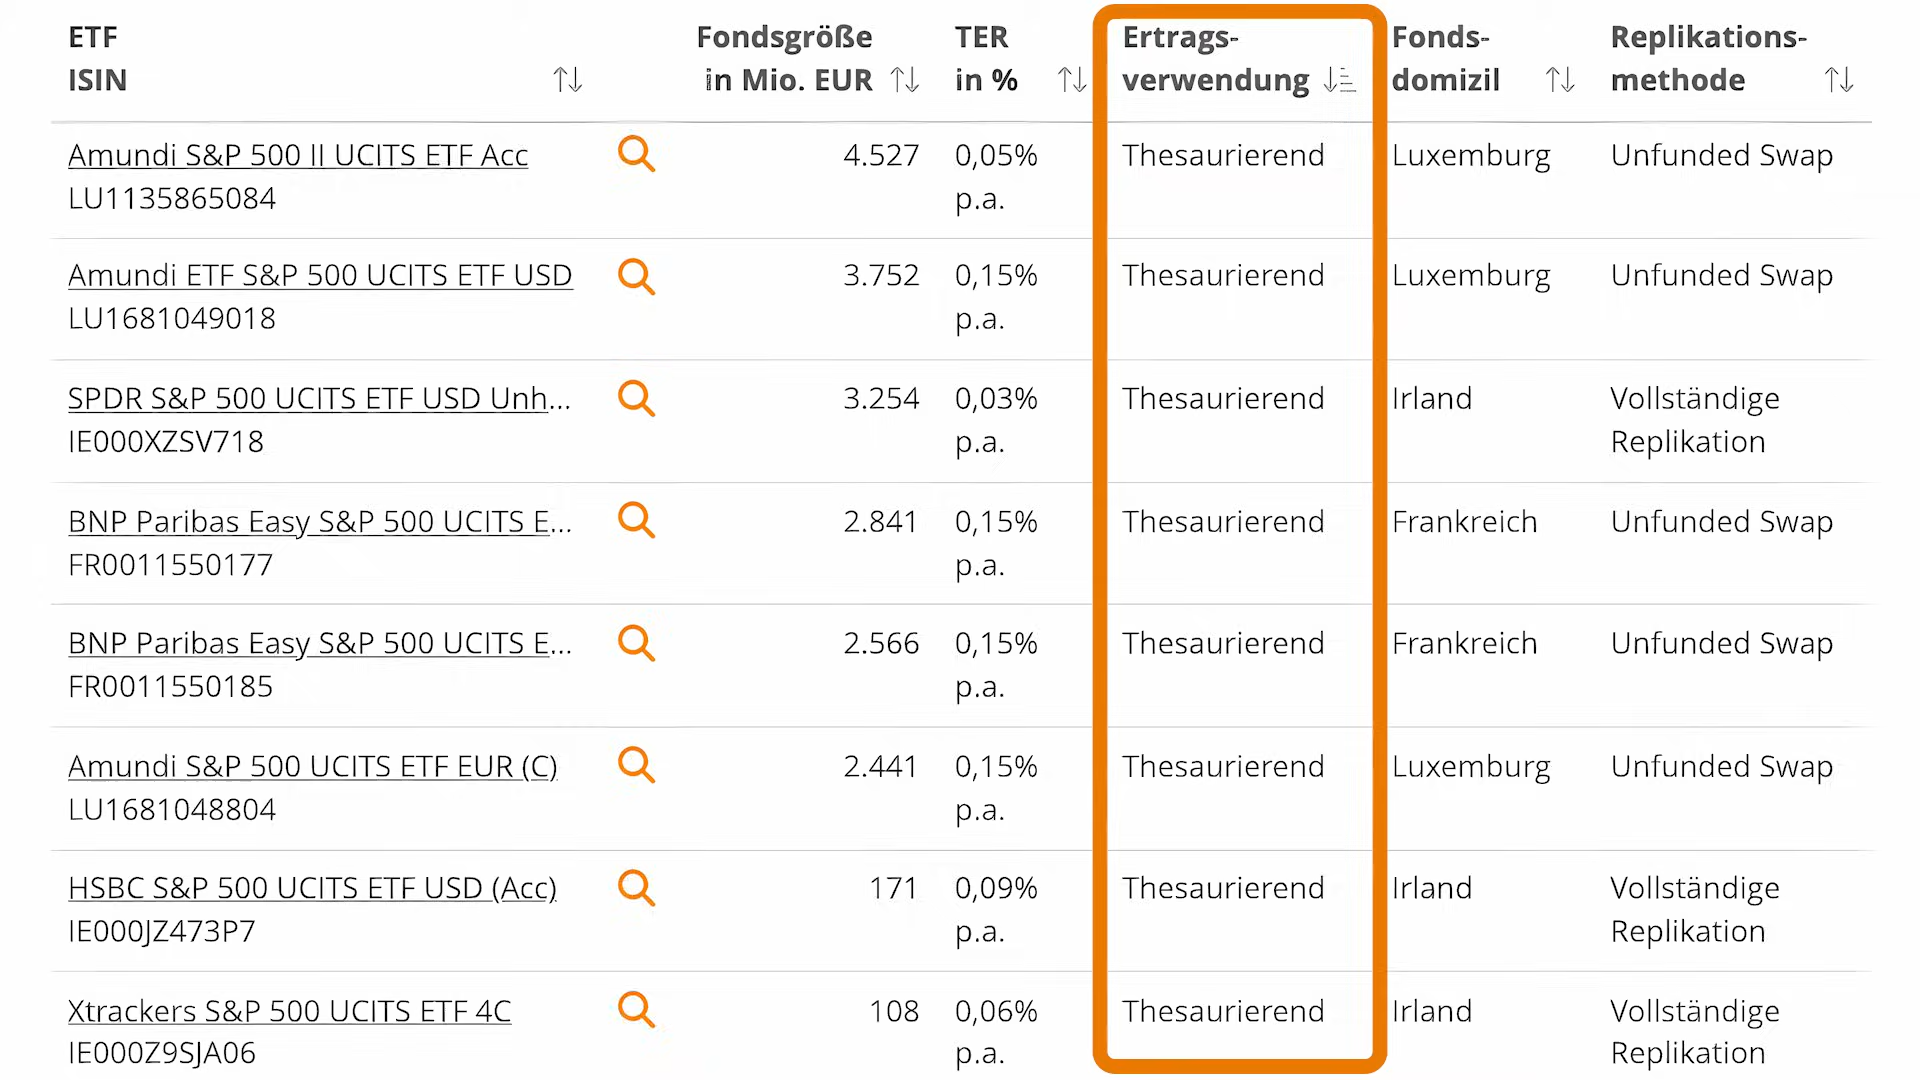 ETF
ISIN
Fondsgröße
in Mio. EUR
TER
in %
Ertrags-
verwendung
Fonds-
domizil
Replikations-
methode
Amundi S&P 500 II UCITS ETF Acc
LU1135865084
4.527
0,05%
p.a.
Thesaurierend
Luxemburg
Unfunded Swap
Amundi ETF S&P 500 UCITS ETF USD
LU1681049018
3.752
0,15%
p.a.
Thesaurierend
Luxemburg
Unfunded Swap
SPDR S&P 500 UCITS ETF USD Unh...
IE000XZSV718
3.254
0,03%
p.a.
Thesaurierend
Irland
Vollständige
Replikation
BNP Paribas Easy S&P 500 UCITS E...
FR0011550177
2.841
0,15%
p.a.
Thesaurierend
Frankreich
Unfunded Swap
BNP Paribas Easy S&P 500 UCITS E...
FR0011550185
2.566
0,15%
p.a.
Thesaurierend
Frankreich
Unfunded Swap
Amundi S&P 500 UCITS ETF EUR (C)
LU1681048804
2.441
0,15%
p.a.
Thesaurierend
Luxemburg
Unfunded Swap
HSBC S&P 500 UCITS ETF USD (Acc)
IE000JZ473P7
171
0,09%
p.a.
Thesaurierend
Irland
Vollständige
Replikation
Xtrackers S&P 500 UCITS ETF 4C
IE000Z9SJA06
108
0,06%
p.a.
Thesaurierend
Irland
Vollständige
Replikation